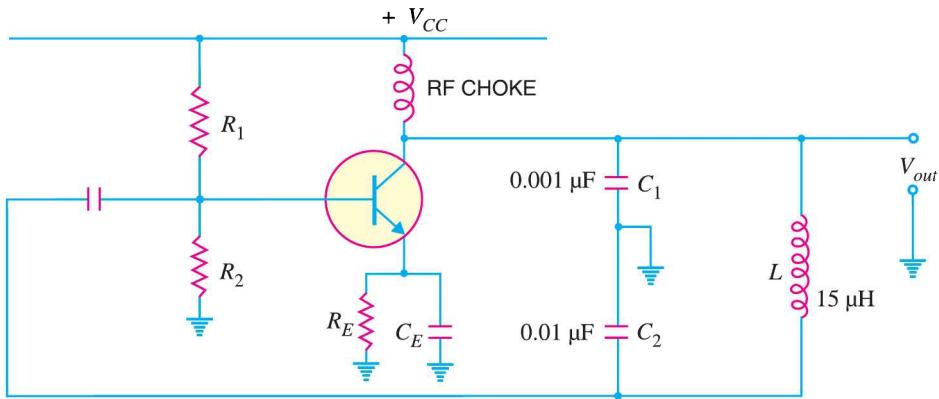 + V_CC
RF CHOKE
R_1
0.001 μF C_1
V_out
R_2
L
15 μH
R_E
C_E
0.01 μF C_2